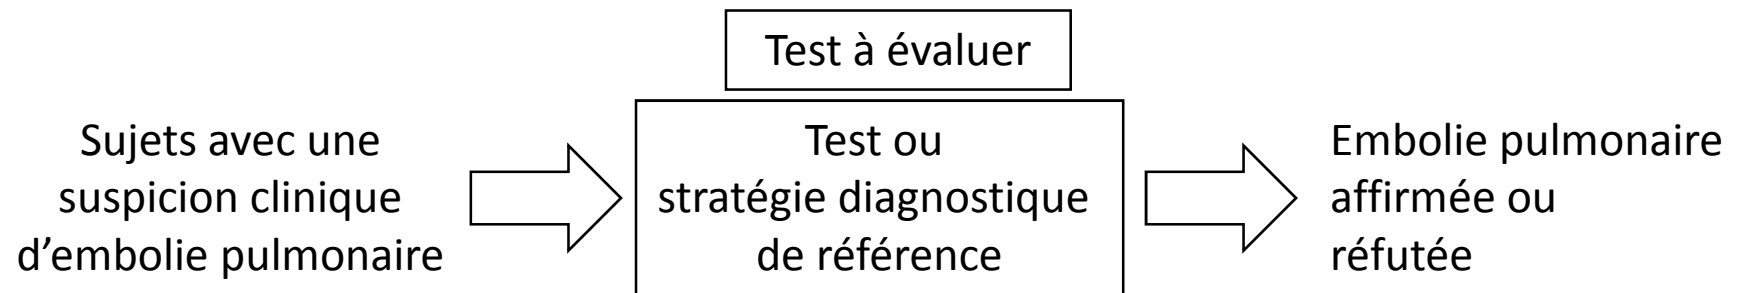 Test à évaluer
Sujets avec une
suspicion clinique
d’embolie pulmonaire
Test ou
stratégie diagnostique
de référence
Embolie pulmonaire
affirmée ou
réfutée